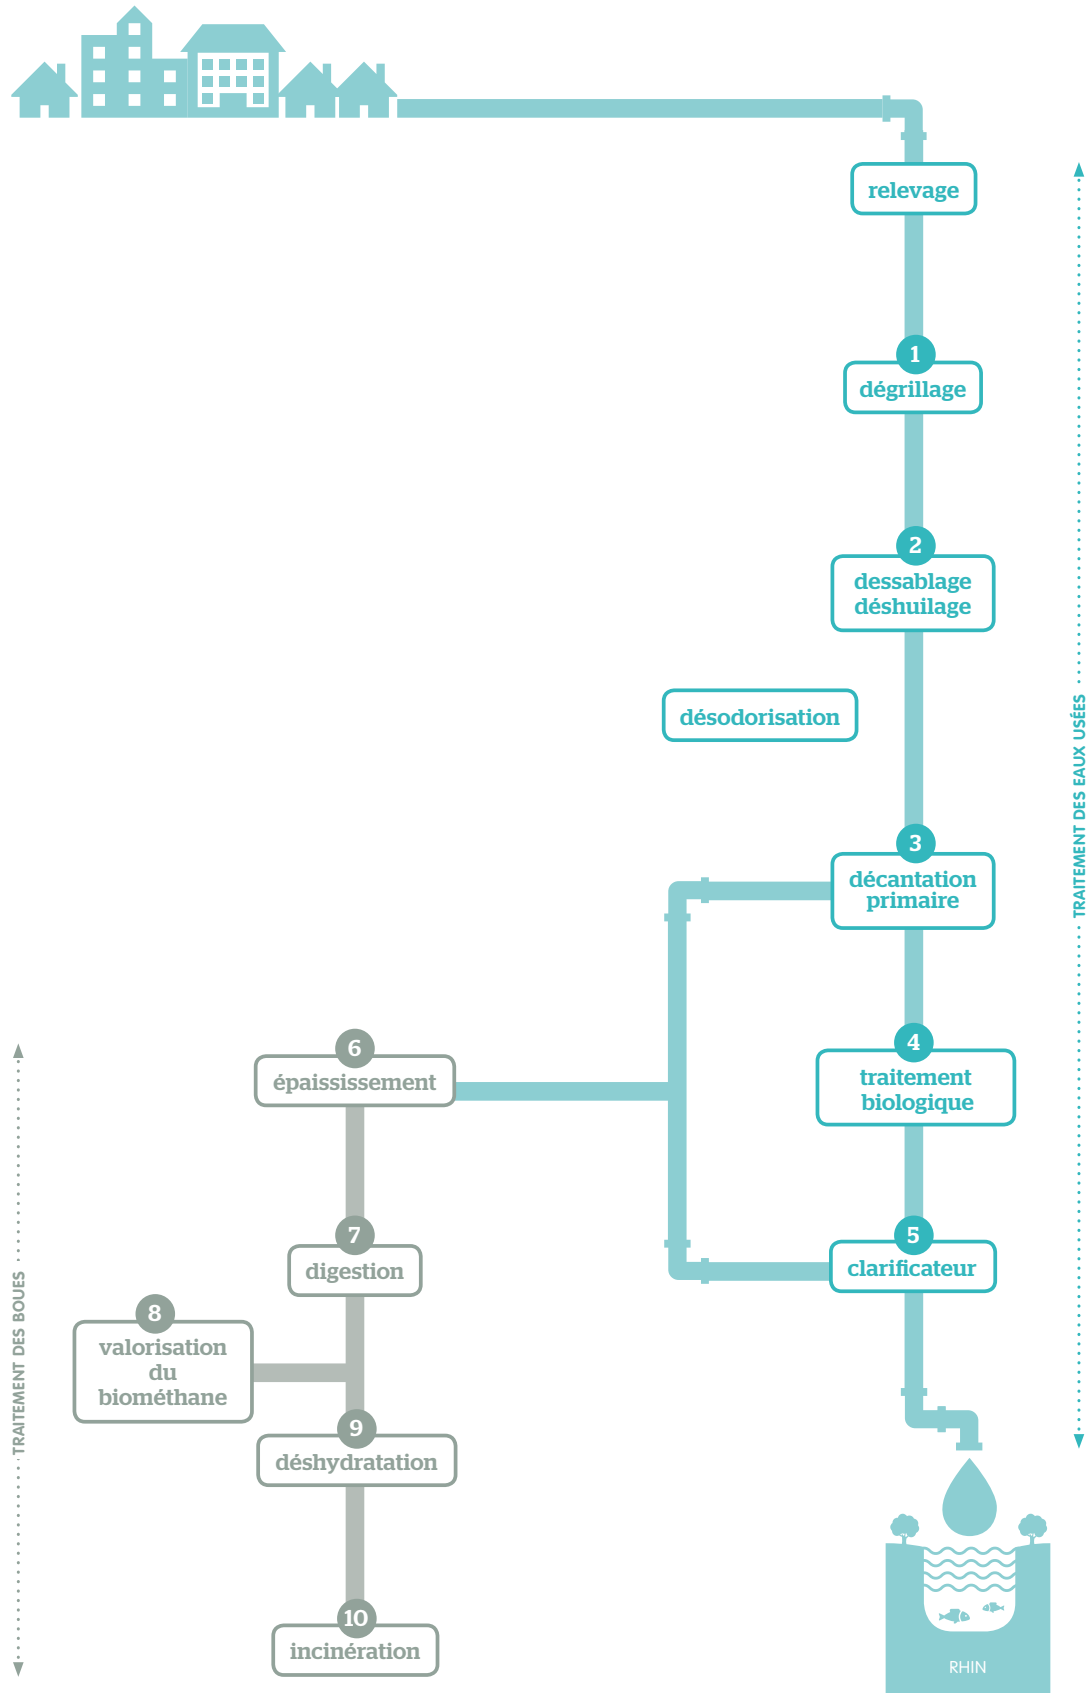 relevage
1
dégrillage
2
dessablage
déshuilage
désodorisation
3
décantation
primaire
4
traitement
biologique
5
clarificateur
TRAITEMENT DES EAUX USÉES
6
épaississement
7
digestion
8
valorisation
du
biométhane
9
déshydratation
10
incinération
TRAITEMENT DES BOUES
RHIN